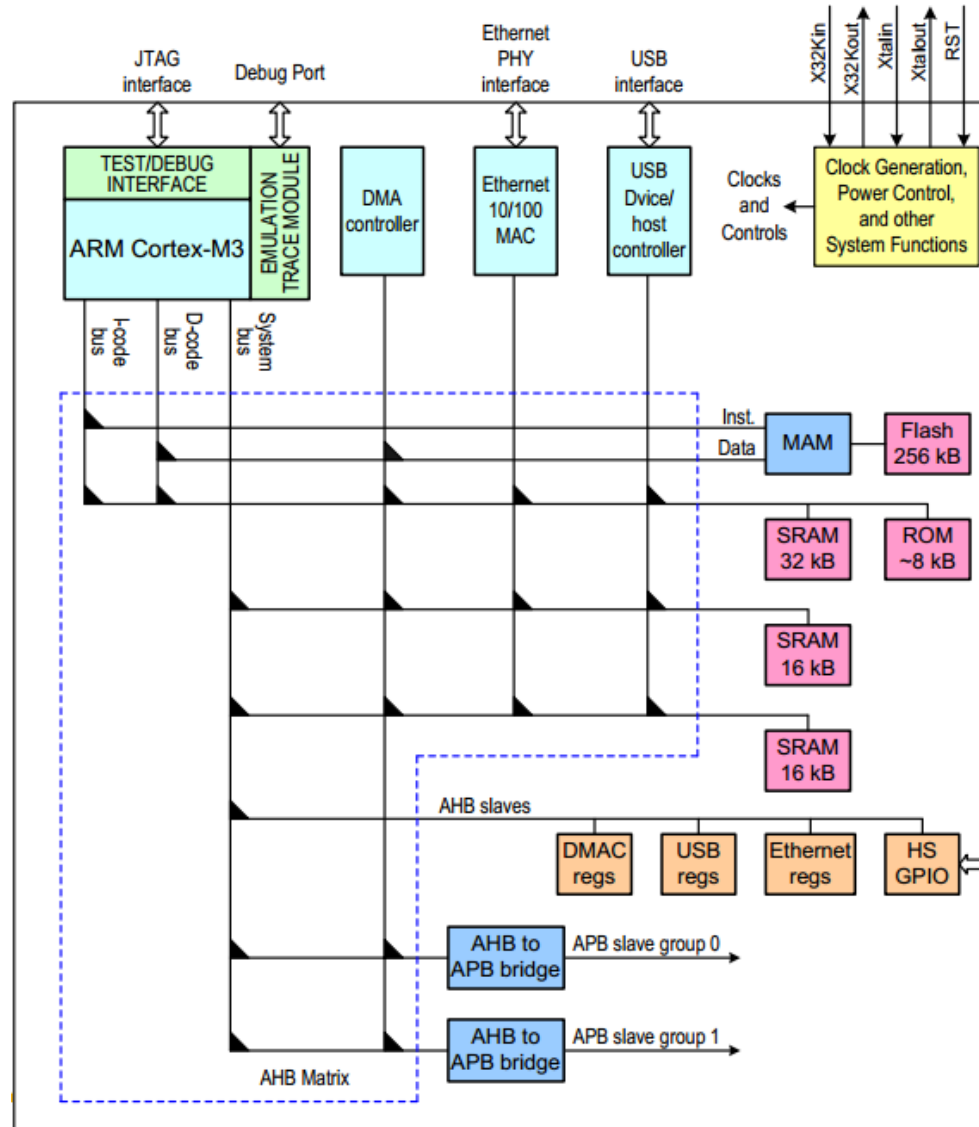 JTAG
interface
Debug Port
Ethernet
PHY
interface
USB
interface
X32Kin
X32Kout
Xtalin
Xtalout
RST
TEST/DEBUG
INTERFACE
ARM Cortex-M3
EMULATION
TRACE MODULE
DMA
controller
Ethernet
10/100
MAC
USB
Dvice/
host
controller
Clocks
and
Controls
Clock Generation,
Power Control,
and other
System Functions
I-code
bus
D-code
bus
System
bus
Inst.
Data
MAM
Flash
256 kB
SRAM
32 kB
ROM
~8 kB
SRAM
16 kB
SRAM
16 kB
AHB slaves
DMAC
regs
USB
regs
Ethernet
regs
HS
GPIO
AHB to
APB bridge
APB slave group 0
AHB to
APB bridge
APB slave group 1
AHB Matrix